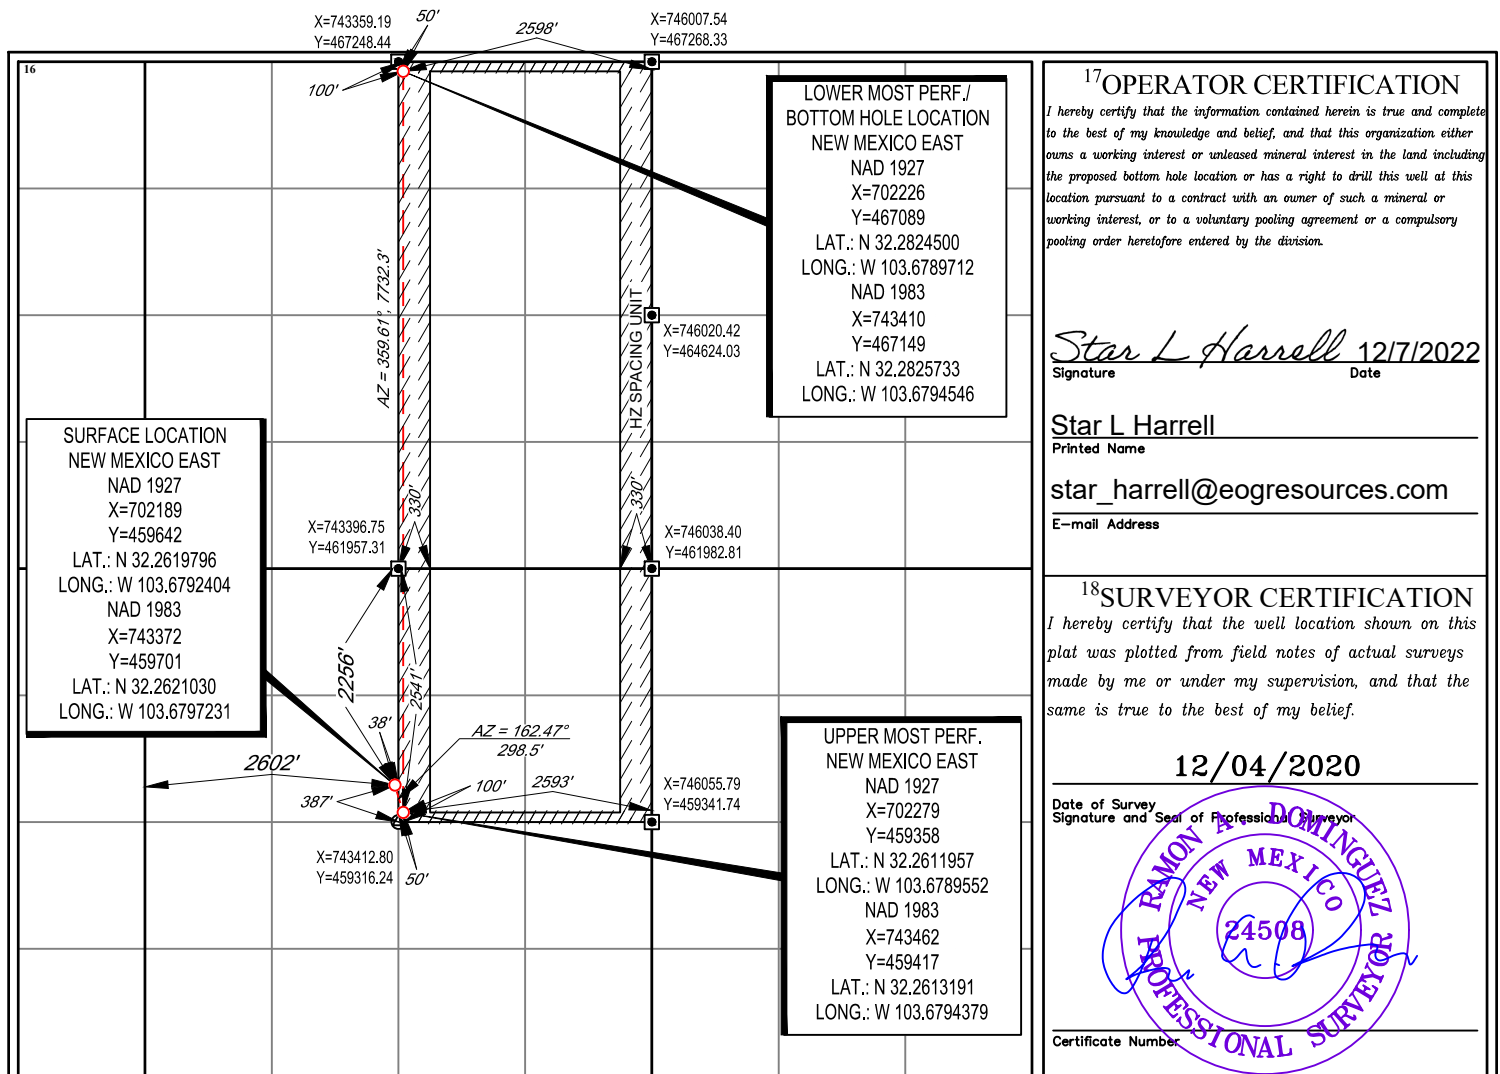 X=743359.19
Y=467248.44
50'
2598'
X=746007.54
Y=467268.33
16
100'
AZ = 359.61°, 7732.3'
HZ SPACING UNIT
X=746020.42
Y=464624.03
LOWER MOST PERF./
BOTTOM HOLE LOCATION
NEW MEXICO EAST
NAD 1927
X=702226
Y=467089
LAT.: N 32.2824500
LONG.: W 103.6789712
NAD 1983
X=743410
Y=467149
LAT.: N 32.2825733
LONG.: W 103.6794546
SURFACE LOCATION
NEW MEXICO EAST
NAD 1927
X=702189
Y=459642
LAT.: N 32.2619796
LONG.: W 103.6792404
NAD 1983
X=743372
Y=459701
LAT.: N 32.2621030
LONG.: W 103.6797231
X=743396.75
Y=461957.31
330'
330'
X=746038.40
Y=461982.81
2256'
2541'
38'
AZ = 162.47°
298.5'
2602'
387'
100'
2593'
X=746055.79
Y=459341.74
X=743412.80
Y=459316.24
50'
UPPER MOST PERF.
NEW MEXICO EAST
NAD 1927
X=702279
Y=459358
LAT.: N 32.2611957
LONG.: W 103.6789552
NAD 1983
X=743462
Y=459417
LAT.: N 32.2613191
LONG.: W 103.6794379
17OPERATOR CERTIFICATION
I hereby certify that the information contained herein is true and complete
to the best of my knowledge and belief, and that this organization either
owns a working interest or unleased mineral interest in the land including
the proposed bottom hole location or has a right to drill this well at this
location pursuant to a contract with an owner of such a mineral or
working interest, or to a voluntary pooling agreement or a compulsory
pooling order heretofore entered by the division.
Star L Harrell 12/7/2022
Signature Date
Star L Harrell
Printed Name
star_harrell@eogresources.com
E-mail Address
18SURVEYOR CERTIFICATION
I hereby certify that the well location shown on this
plat was plotted from field notes of actual surveys
made by me or under my supervision, and that the
same is true to the best of my belief.
12/04/2020
Date of Survey
Signature and Seal of Professional Surveyor
RAMON A. DOMINGUEZ
NEW MEXICO
24508
PROFESSIONAL SURVEYOR
Certificate Number